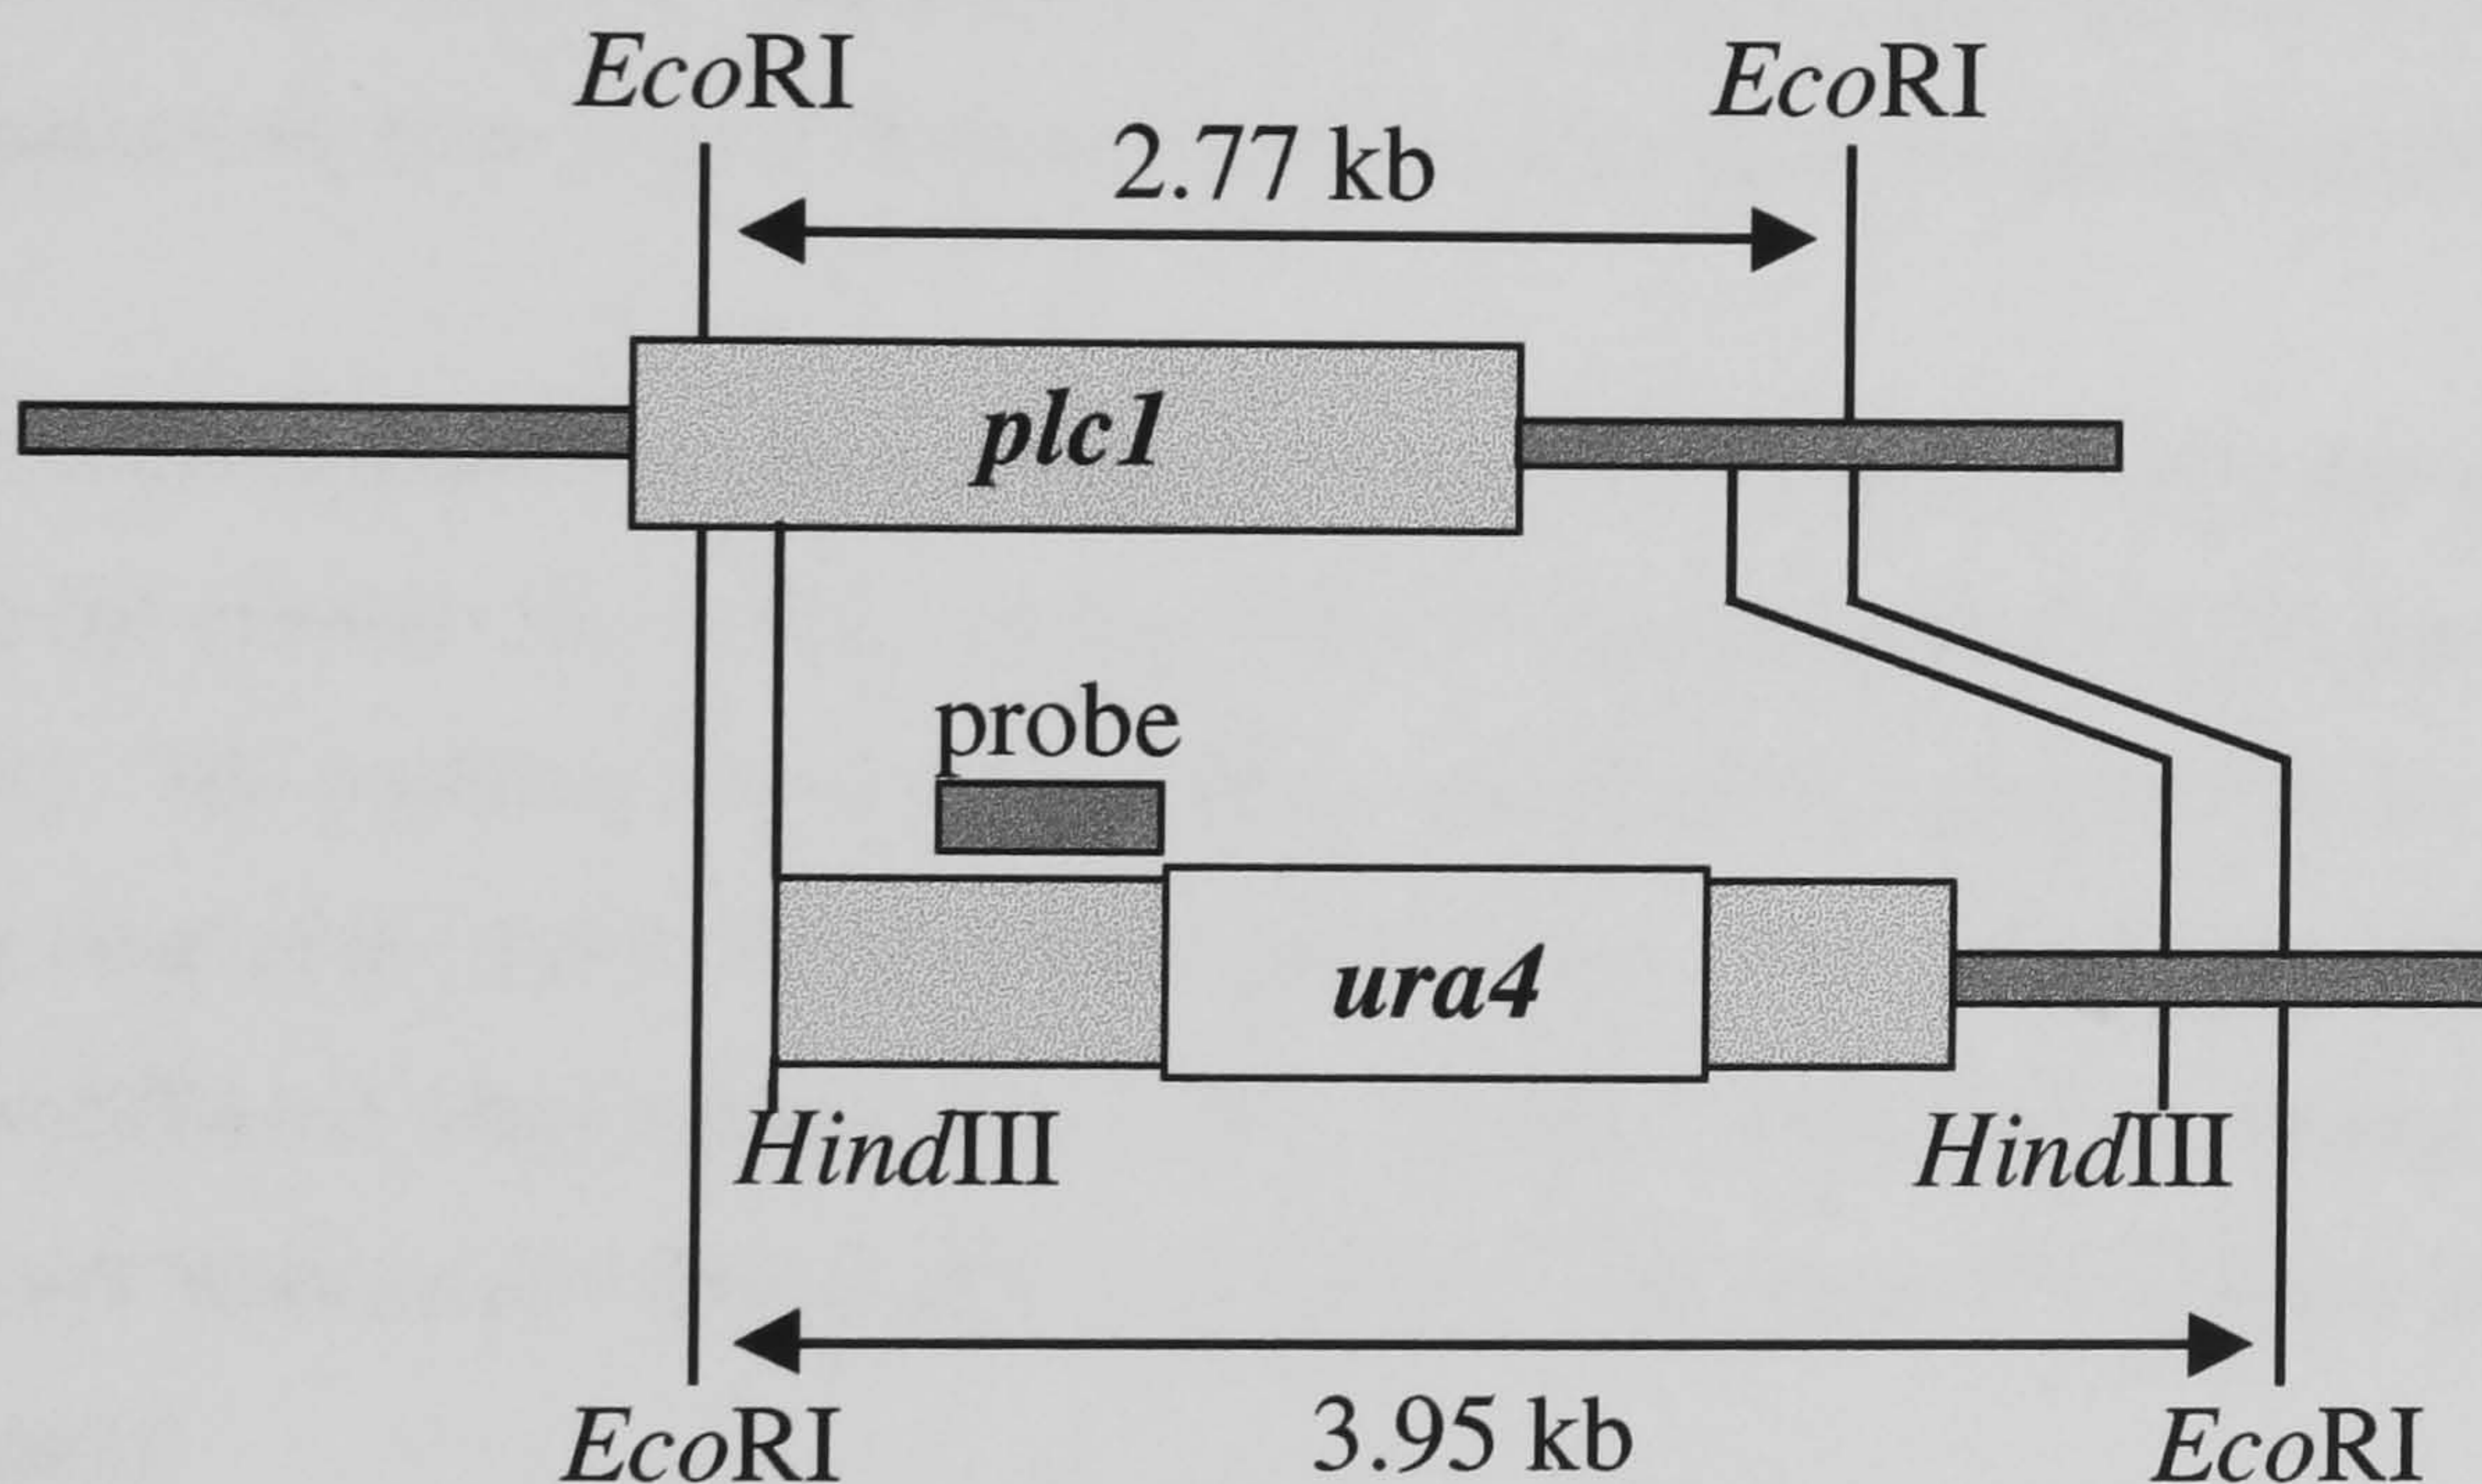 EcoRI
EcoRI
2.77 kb
plc1
probe
ura4
HindIII
HindIII
3.95 kb
EcoRI
EcoRI